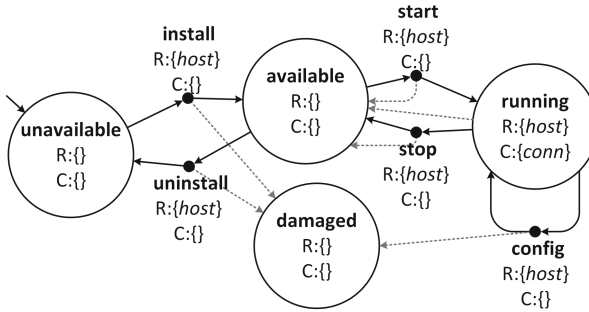 install
R:{host}
C:{}
start
R:{host}
C:{}
available
R:{}
C:{}
unavailable
R:{}
C:{}
running
R:{host}
C:{conn}
uninstall
R:{host}
C:{}
stop
R:{host}
C:{}
damaged
R:{}
C:{}
config
R:{host}
C:{}